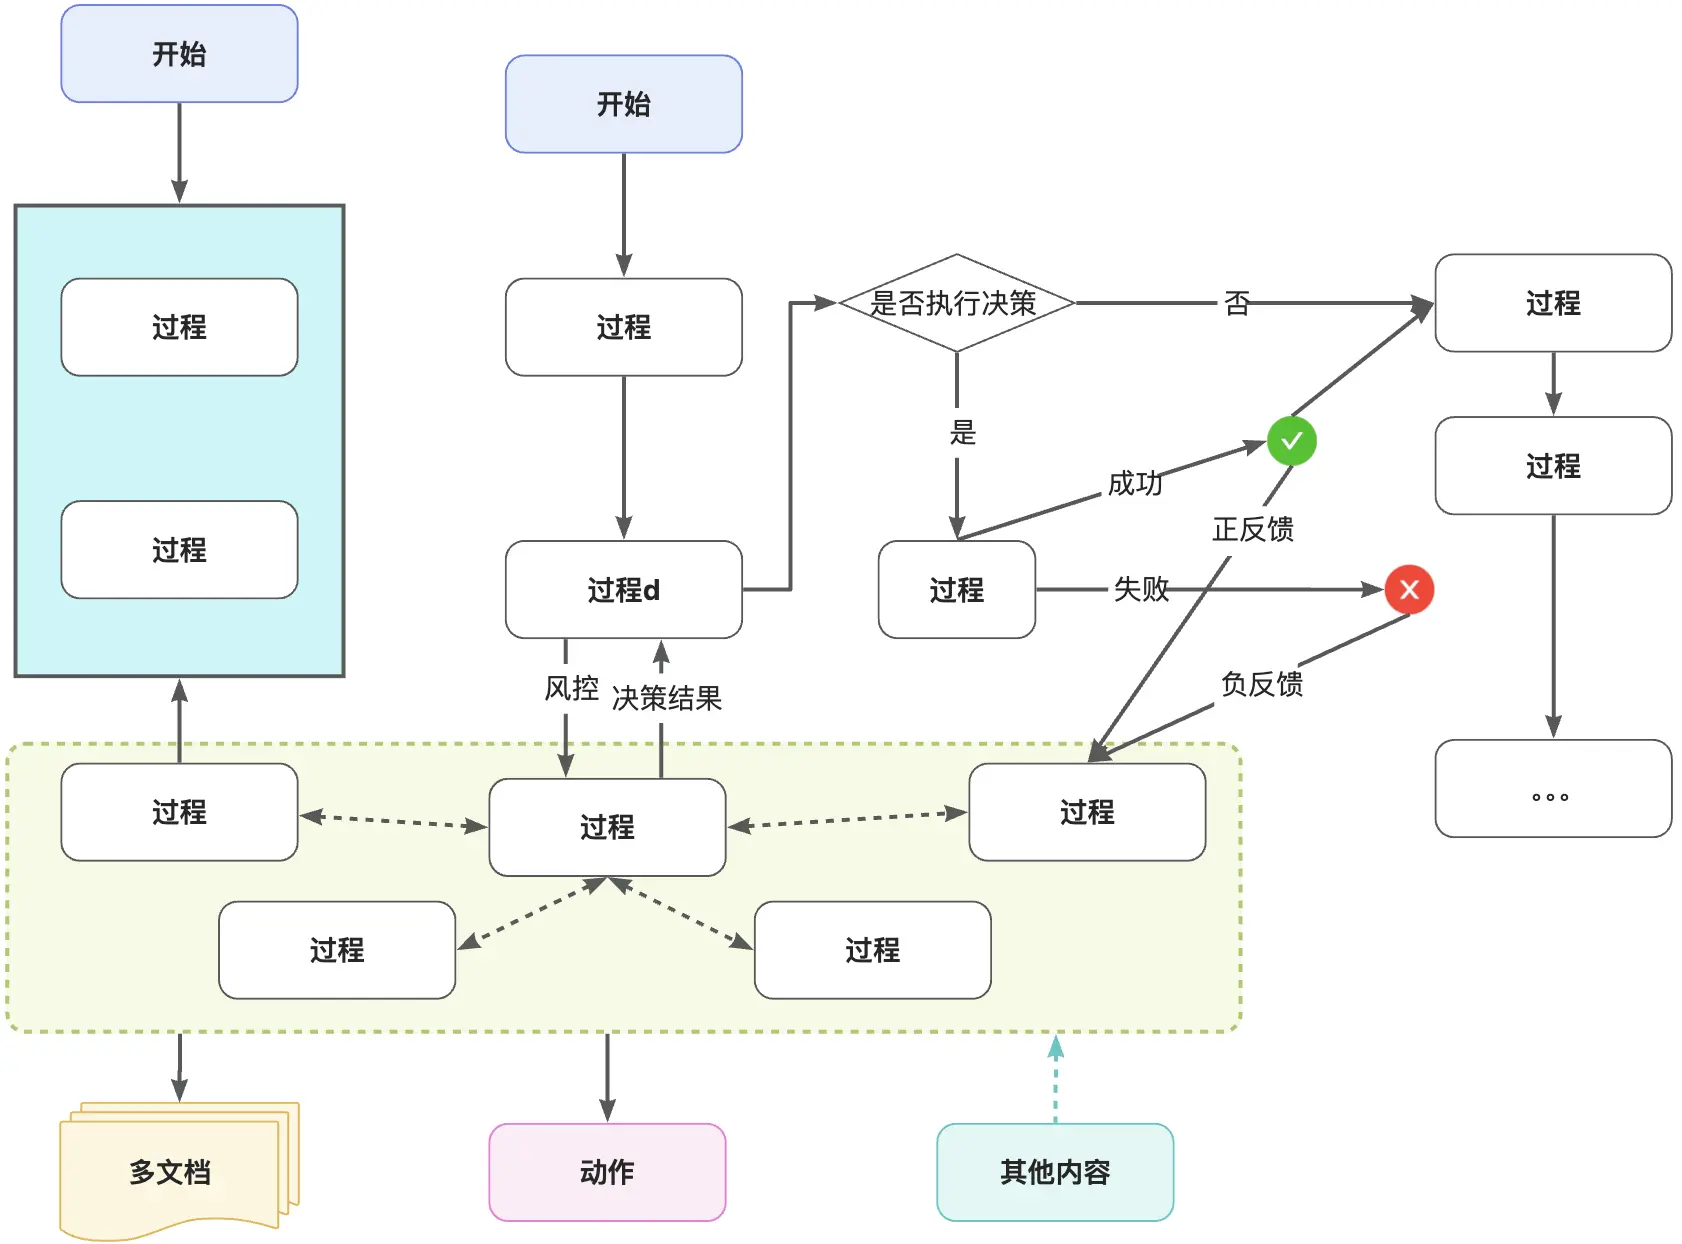 开始
开始
过程
过程
是否执行决策
否
过程
是
成功
过程
正反馈
过程
过程d
过程
失败
风控
决策结果
负反馈
过程
过程
过程
。。。
过程
过程
多文档
动作
其他内容